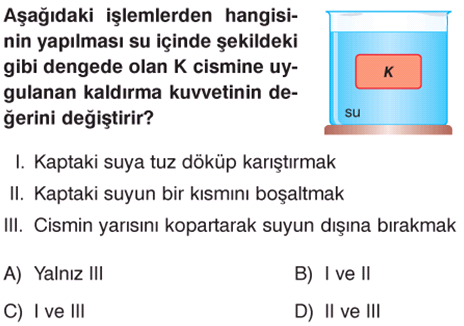 Aşağıdaki işlemlerden hangisi-
nin yapılması su içinde şekildeki
gibi dengede olan K cismine uy-
gulanan kaldırma kuvvetinin de-
ğerini değiştirir?
K
su
I. Kaptaki suya tuz döküp karıştırmak
II. Kaptaki suyun bir kısmını boşaltmak
III. Cismin yarısını kopartarak suyun dışına bırakmak
A) Yalnız III
B) I ve II
C) I ve III
D) II ve III